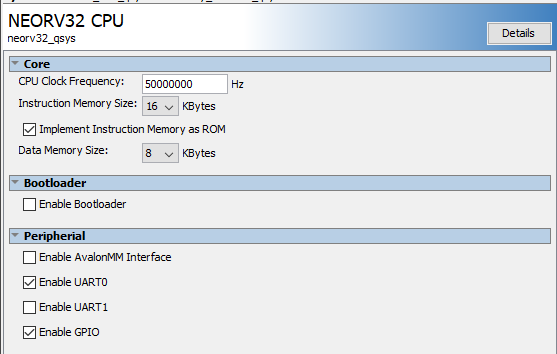 NEORV32 CPU
neorv32_qsys
Details
Core
CPU Clock Frequency: 50000000 Hz
Instruction Memory Size: 16 KBytes
Implement Instruction Memory as ROM
Data Memory Size: 8 KBytes
Bootloader
Enable Bootloader
Peripherial
Enable AvalonMM Interface
Enable UART0
Enable UART1
Enable GPIO